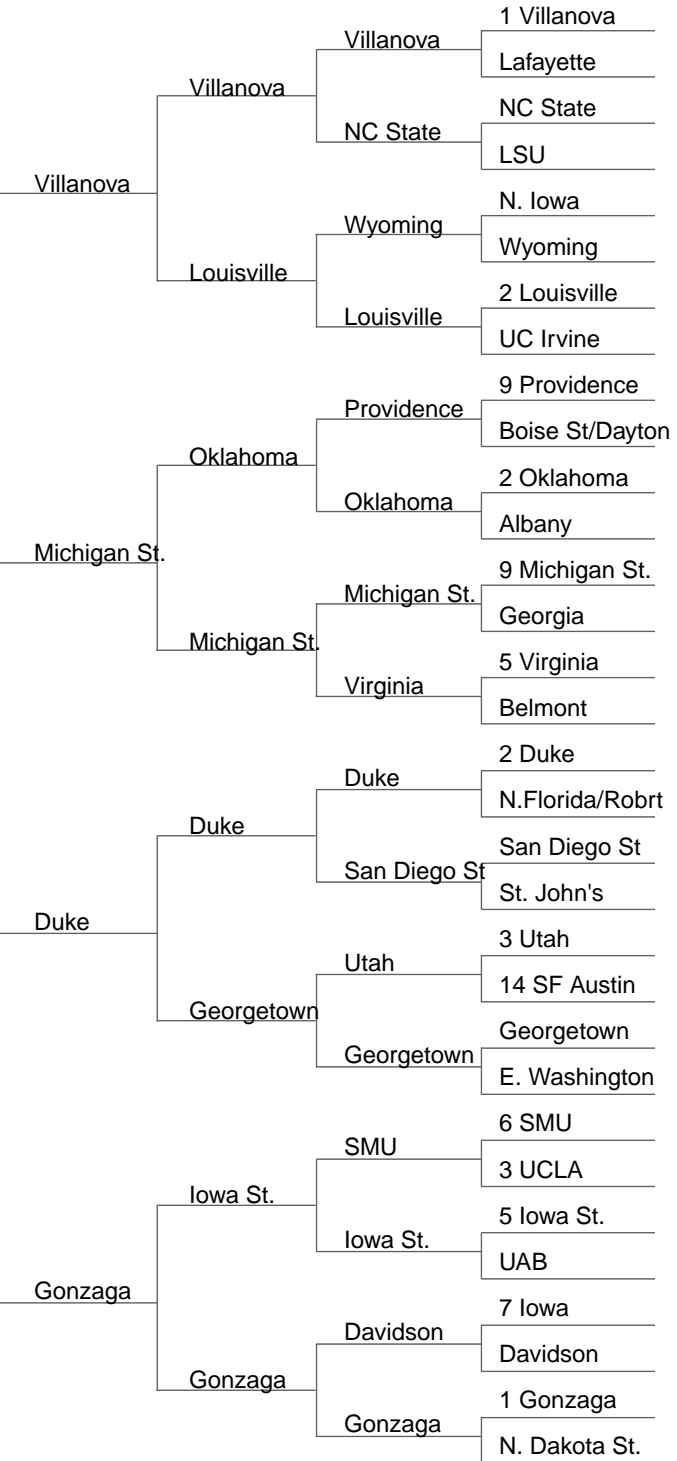 1 Villanova
Villanova
Lafayette
Villanova
NC State
NC State
LSU
Villanova
N. Iowa
Wyoming
Wyoming
Louisville
2 Louisville
Louisville
UC Irvine
9 Providence
Providence
Boise St/Dayton
Oklahoma
2 Oklahoma
Oklahoma
Albany
Michigan St.
9 Michigan St.
Michigan St.
Georgia
Michigan St.
5 Virginia
Virginia
Belmont
2 Duke
Duke
N.Florida/Robrt
Duke
San Diego St
San Diego St
St. John's
Duke
3 Utah
Utah
14 SF Austin
Georgetown
Georgetown
Georgetown
E. Washington
6 SMU
SMU
3 UCLA
Iowa St.
5 Iowa St.
Iowa St.
UAB
Gonzaga
7 Iowa
Davidson
Davidson
Gonzaga
1 Gonzaga
Gonzaga
N. Dakota St.